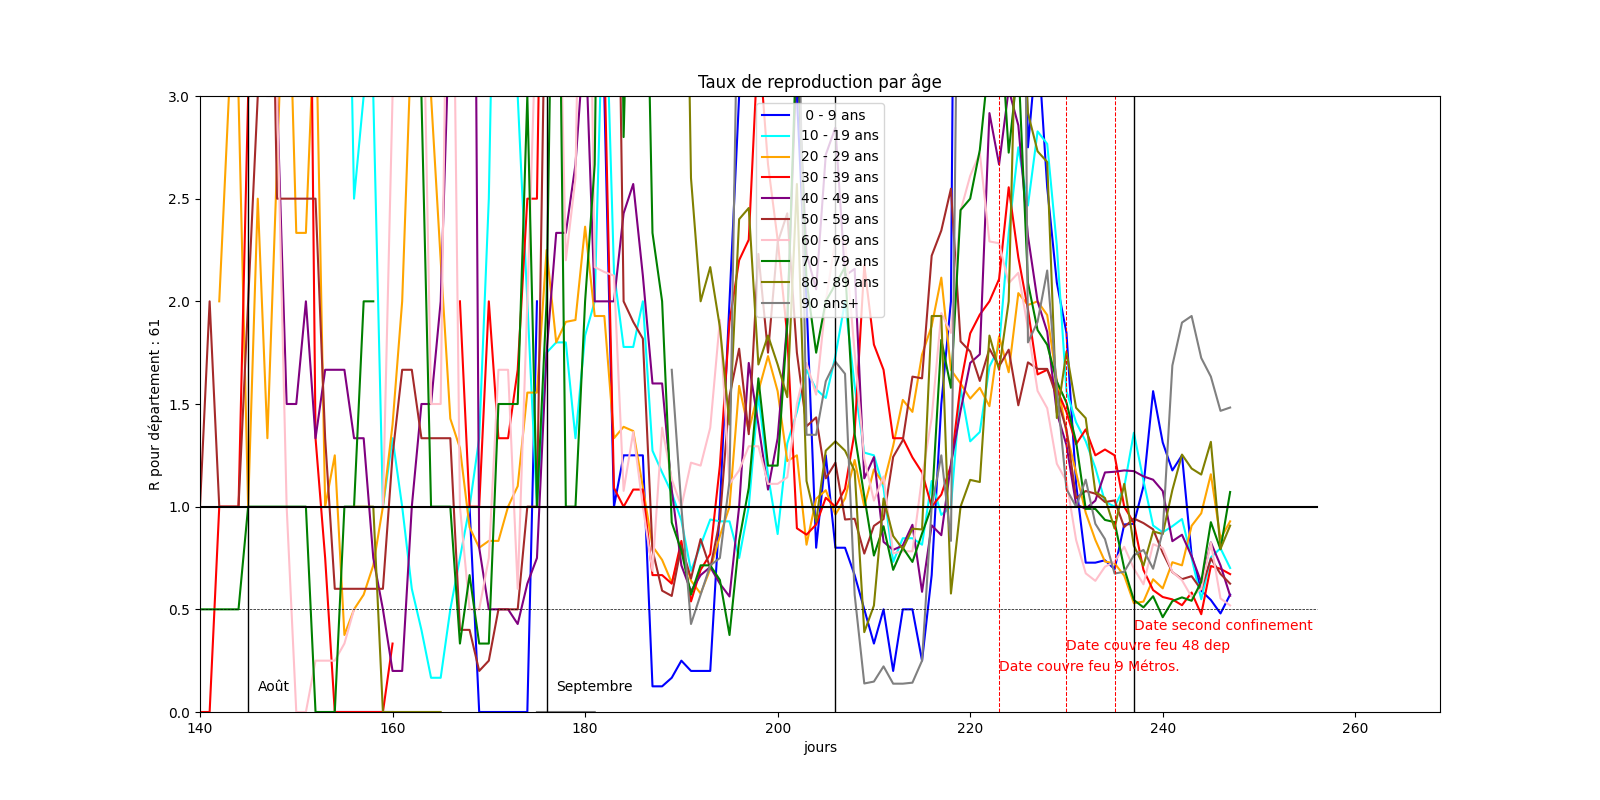 Taux de reproduction par âge
R pour département : 61
3.0
2.5
2.0
1.5
1.0
0.5
0.0
0 - 9 ans
10 - 19 ans
20 - 29 ans
30 - 39 ans
40 - 49 ans
50 - 59 ans
60 - 69 ans
70 - 79 ans
80 - 89 ans
90 ans+
Date second confinement
Date couvre feu 48 dep
Date couvre feu 9 Métros.
Août
Septembre
140 160 180 200 220 240 260
jours